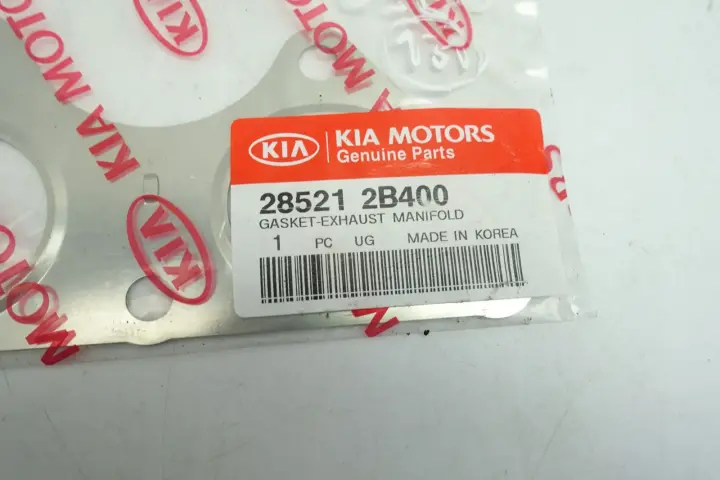 KIA MOTORS
KIA
KIA MOTORS
KIA
KIA MOTORS
Genuine Parts
28521 2B400
GASKET-EXHAUST MANIFOLD
1 PC UG MADE IN KOREA
KIA
MOTORS